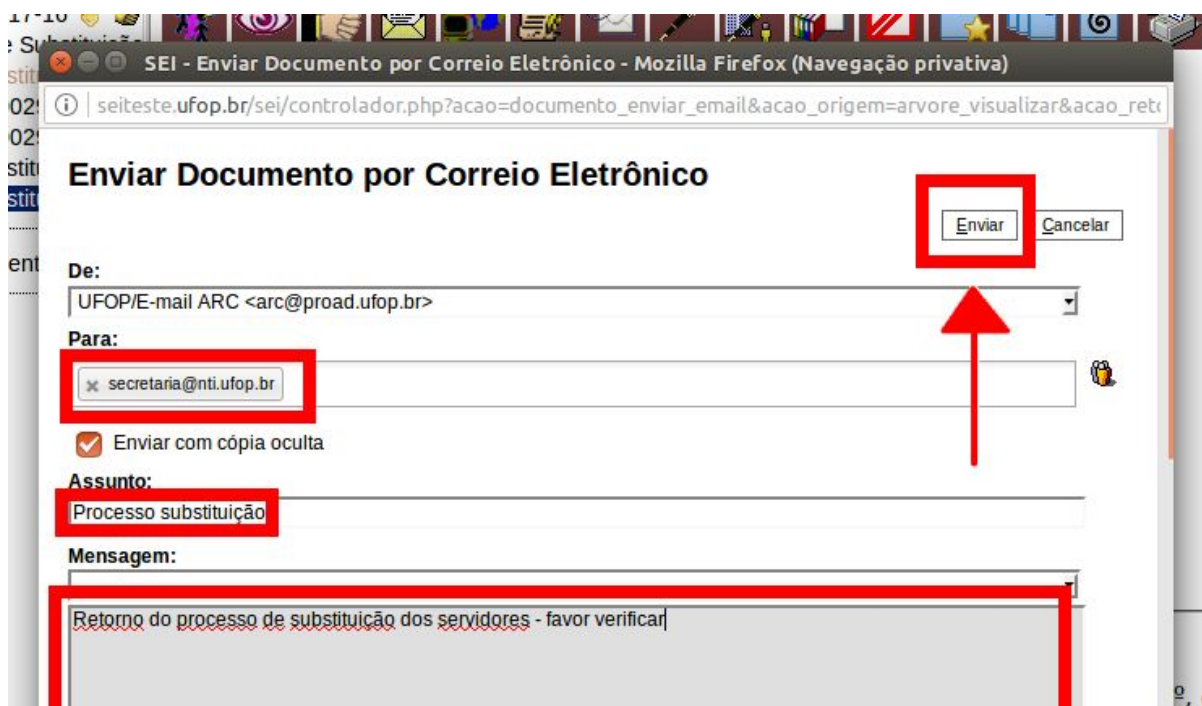 SEI - Enviar Documento por Correio Eletrônico - Mozilla Firefox (Navegação privativa)
seiteste.ufop.br/sei/controlador.php?acao=documento_enviar_email&acao_origem=arvore_visualizar&acao_reto
Enviar Documento por Correio Eletrônico
Enviar Cancelar
De:
UFOP/E-mail ARC <arc@proad.ufop.br>
Para:
secretaria@nti.ufop.br
Enviar com cópia oculta
Assunto:
Processo substituição
Mensagem:
Retorno do processo de substituição dos servidores - favor verificar